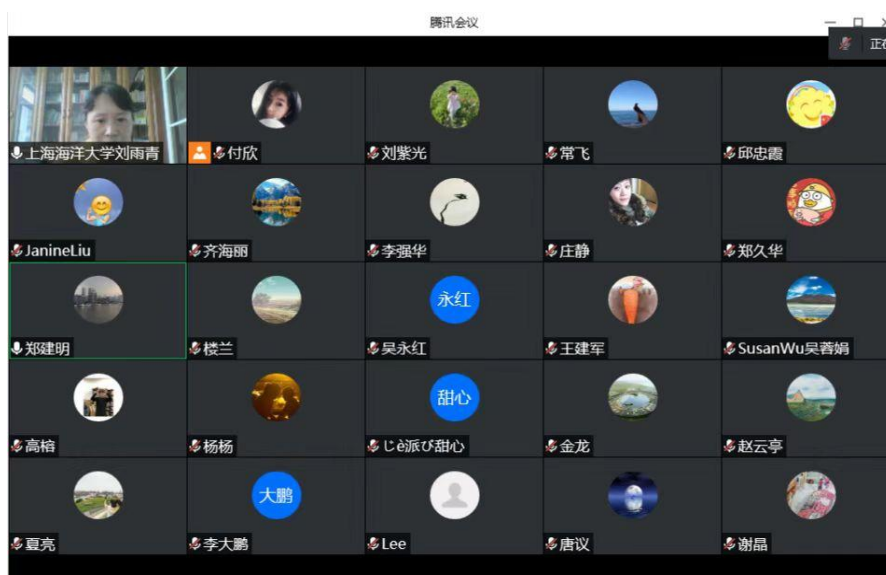 腾讯会议
正在
上海海洋大学刘雨青
付欣
刘紫光
常飞
邱忠霞
JanineLiu
齐海丽
李强华
庄静
郑久华
郑建明
楼兰
永红
吴永红
王建军
SusanWu吴蓉娟
高榕
杨杨
甜心
じè派び甜心
金龙
赵云亭
夏亮
大鹏
李大鹏
Lee
唐议
谢晶